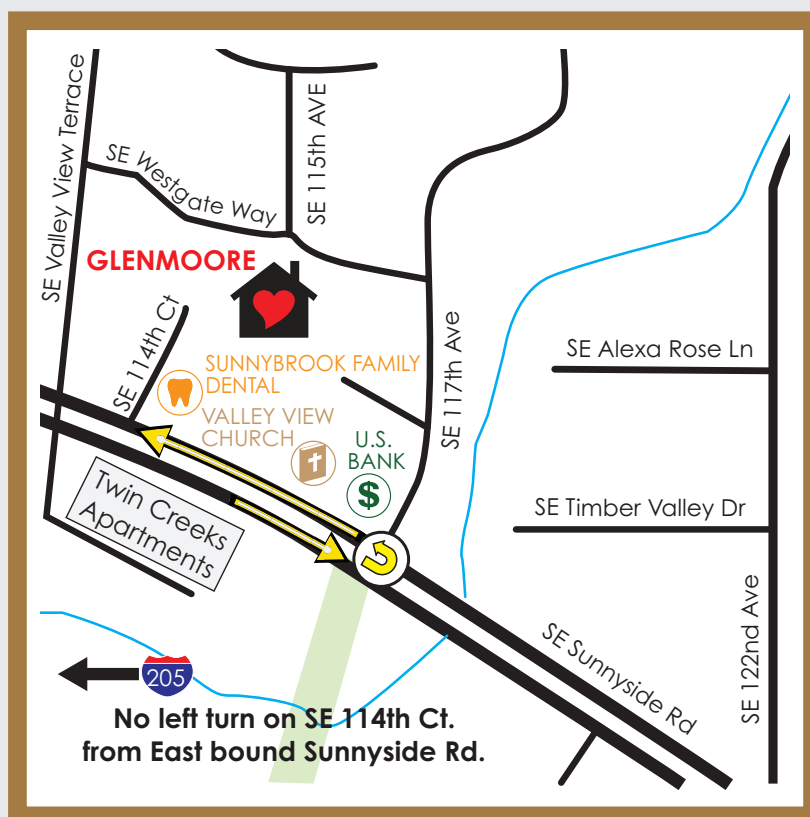 SE Valley View Terrace
SE Westgate Way
SE 115th AVE
GLENMOORE
SE 114th Ct
SUNNYBROOK FAMILY
DENTAL
VALLEY VIEW
CHURCH
U.S.
BANK
$
SE 117th Ave
SE Alexa Rose Ln
SE Timber Valley Dr
SE 122nd Ave
SE Sunnyside Rd
Twin Creeks
Apartments
205
No left turn on SE 114th Ct.
from East bound Sunnyside Rd.